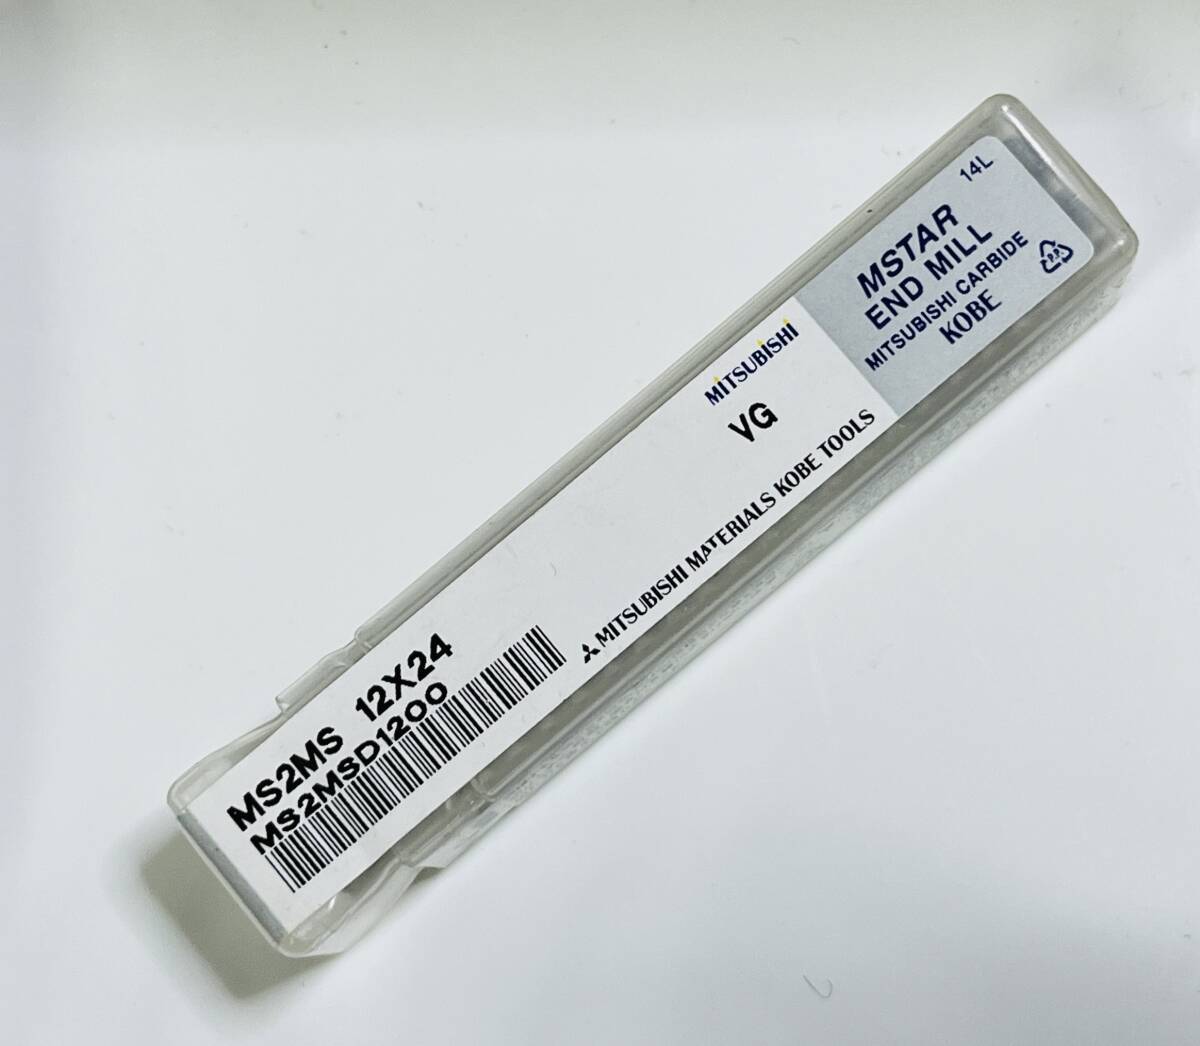 14L
MSTAR
END MILL
MITSUBISHI CARBIDE
KOBE
P.P.
MITSUBISHI
VG
MITSUBISHI MATERIALS KOBE TOOLS
MS2MS 12X24
MS2MSD1200